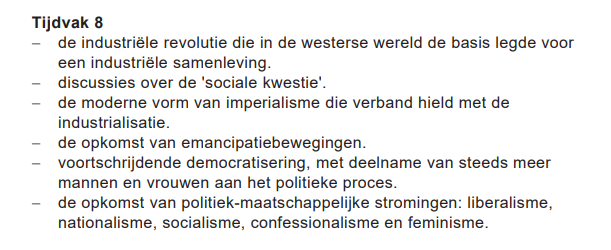 Tijdvak 8
– de industriële revolutie die in de westerse wereld de basis legde voor
een industriële samenleving.
– discussies over de 'sociale kwestie'.
– de moderne vorm van imperialisme die verband hield met de
industrialisatie.
– de opkomst van emancipatiebewegingen.
– voortschrijdende democratisering, met deelname van steeds meer
mannen en vrouwen aan het politieke proces.
– de opkomst van politiek-maatschappelijke stromingen: liberalisme,
nationalisme, socialisme, confessionalisme en feminisme.